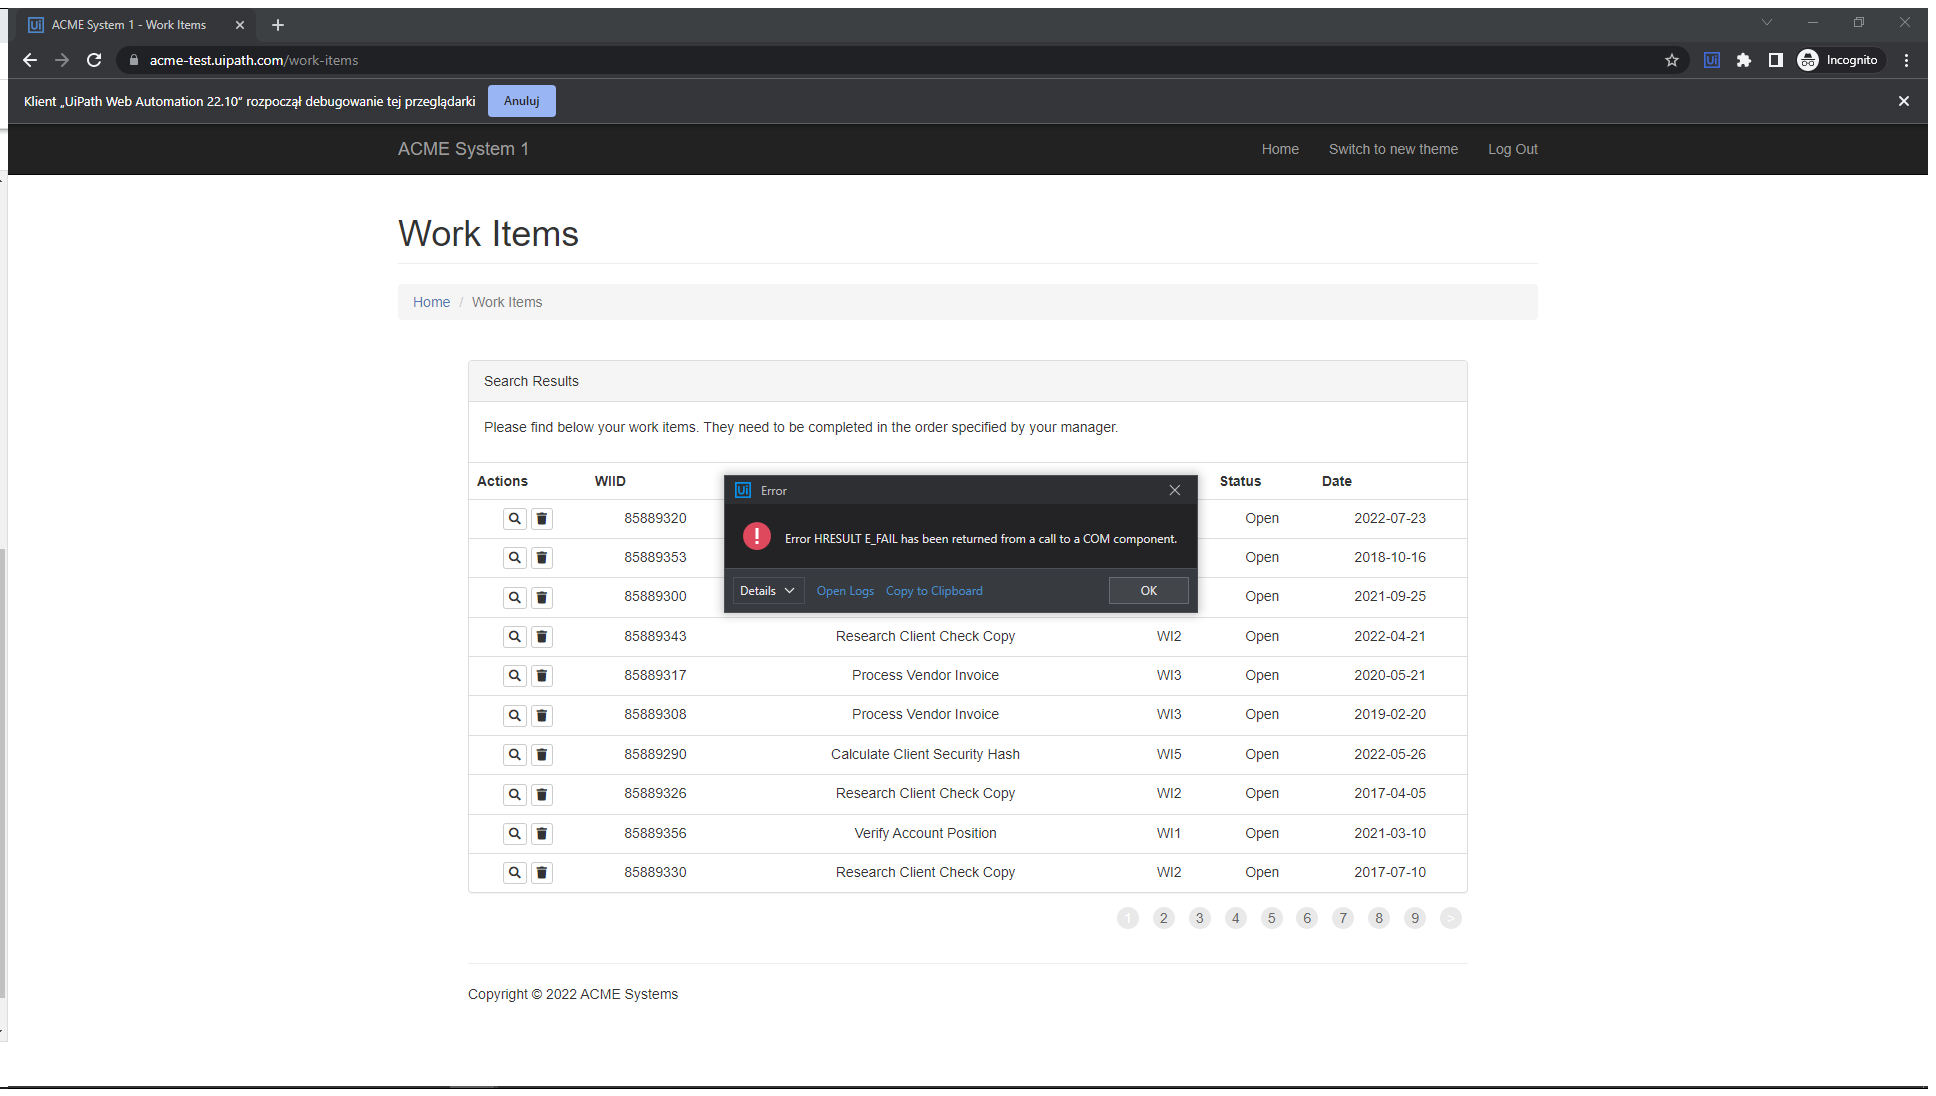 Ui ACME System 1 - Work Items
acme-test.uipath.com/work-items
Ui
Incognito
Klient „UiPath Web Automation 22.10” rozpoczął debugowanie tej przeglądarki
Anuluj
ACME System 1
Home Switch to new theme Log Out
Work Items
Home / Work Items
Search Results
Please find below your work items. They need to be completed in the order specified by your manager.
Actions WIID Status Date
Ui Error
Error HRESULT E_FAIL has been returned from a call to a COM component.
Details Open Logs Copy to Clipboard OK
85889320 Open 2022-07-23
85889353 Open 2018-10-16
85889300 Open 2021-09-25
85889343 Research Client Check Copy WI2 Open 2022-04-21
85889317 Process Vendor Invoice WI3 Open 2020-05-21
85889308 Process Vendor Invoice WI3 Open 2019-02-20
85889290 Calculate Client Security Hash WI5 Open 2022-05-26
85889326 Research Client Check Copy WI2 Open 2017-04-05
85889356 Verify Account Position WI1 Open 2021-03-10
85889330 Research Client Check Copy WI2 Open 2017-07-10
1 2 3 4 5 6 7 8 9 >
Copyright © 2022 ACME Systems